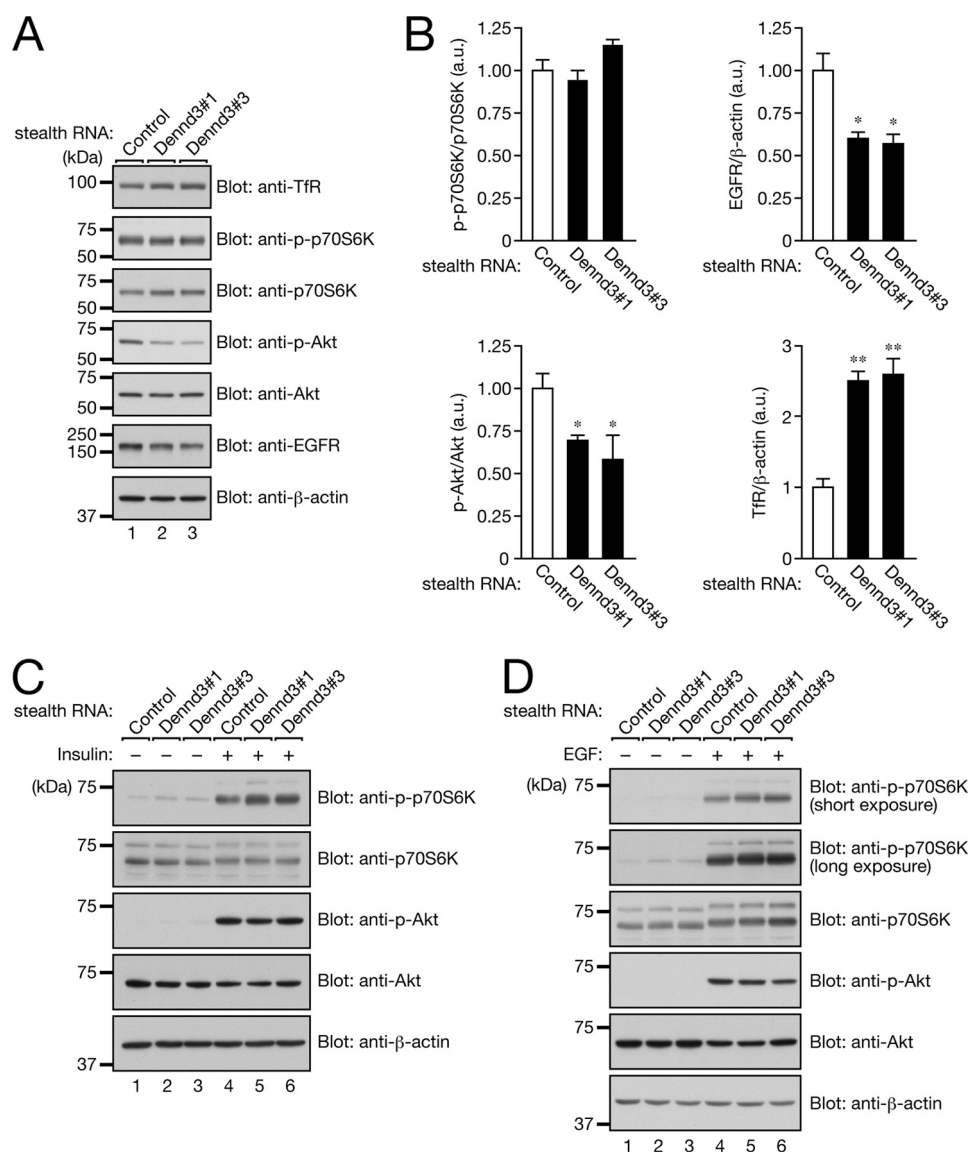 A
stealth RNA:
Control
Dennd3#1
Dennd3#3
(kDa)
100
Blot: anti-TfR
75
50
Blot: anti-p-p70S6K
75
50
Blot: anti-p70S6K
75
50
Blot: anti-p-Akt
75
50
Blot: anti-Akt
250
150
Blot: anti-EGFR
37
Blot: anti-β-actin
1 2 3
B
p-p70S6K/p70S6K (a.u.)
1.25
1.00
0.75
0.50
0.25
0
stealth RNA:
Control
Dennd3#1
Dennd3#3
EGFR/β-actin (a.u.)
1.25
1.00
0.75
0.50
0.25
0
* *
stealth RNA:
Control
Dennd3#1
Dennd3#3
p-Akt/Akt (a.u.)
1.25
1.00
0.75
0.50
0.25
0
* *
stealth RNA:
Control
Dennd3#1
Dennd3#3
TfR/β-actin (a.u.)
3
2
1
0
** **
stealth RNA:
Control
Dennd3#1
Dennd3#3
C
stealth RNA:
Control
Dennd3#1
Dennd3#3
Control
Dennd3#1
Dennd3#3
Insulin: – – – + + +
(kDa)
75
Blot: anti-p-p70S6K
75
Blot: anti-p70S6K
75
Blot: anti-p-Akt
75
Blot: anti-Akt
37
Blot: anti-β-actin
1 2 3 4 5 6
D
stealth RNA:
Control
Dennd3#1
Dennd3#3
Control
Dennd3#1
Dennd3#3
EGF: – – – + + +
(kDa)
75
Blot: anti-p-p70S6K
(short exposure)
75
Blot: anti-p-p70S6K
(long exposure)
75
Blot: anti-p70S6K
75
Blot: anti-p-Akt
75
Blot: anti-Akt
37
Blot: anti-β-actin
1 2 3 4 5 6